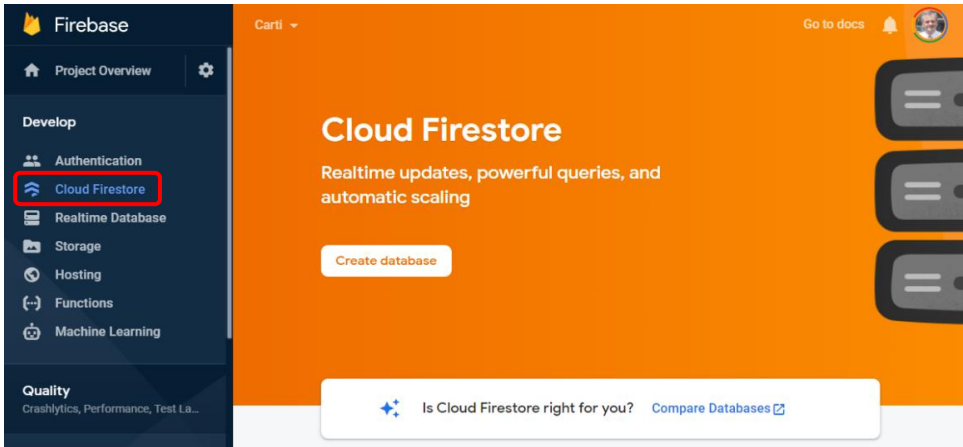 Firebase
Project Overview
Develop
Authentication
Cloud Firestore
Realtime Database
Storage
Hosting
Functions
Machine Learning
Quality
Crashlytics, Performance, Test La...
Carti
Go to docs
Cloud Firestore
Realtime updates, powerful queries, and
automatic scaling
Create database
Is Cloud Firestore right for you? Compare Databases